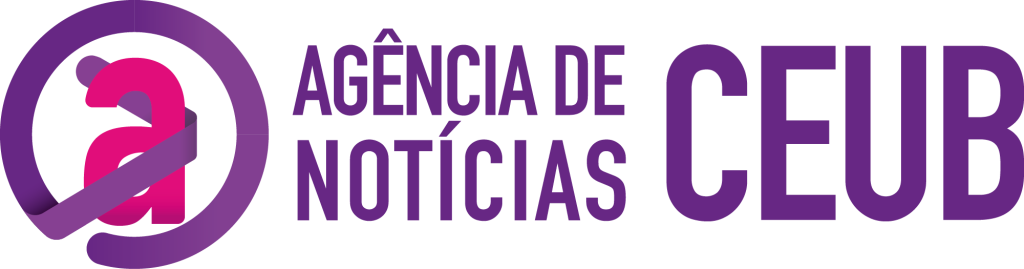 a
AGÊNCIA DE
NOTÍCIAS
CEUB